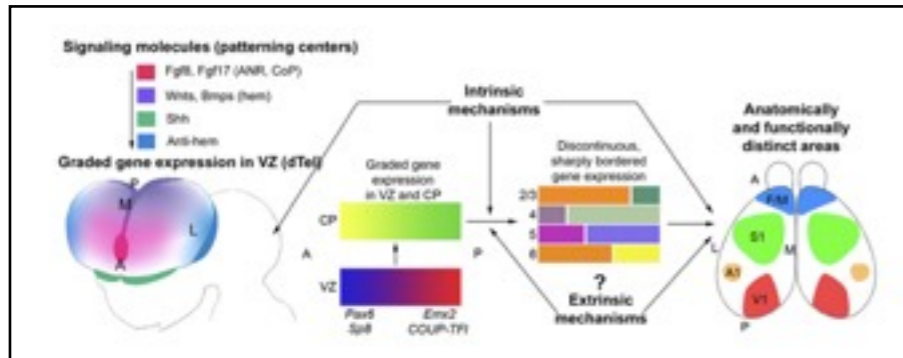 Signaling molecules (patterning centers)
Fgf8, Fgf17 (ANR, CoP)
Wnts, Bmps (hem)
Shh
Anti-hem
Graded gene expression in VZ (dTel)
P
M
L
A
Intrinsic
mechanisms
Graded gene
expression
in VZ and CP
CP
A
P
VZ
Pax6
Sp8
Emx2
COUP-TFI
Discontinuous,
sharply bordered
gene expression
2/3
4
5
6
?
Extrinsic
mechanisms
Anatomically
and functionally
distinct areas
A
F/M
S1
L
M
A1
V1
P